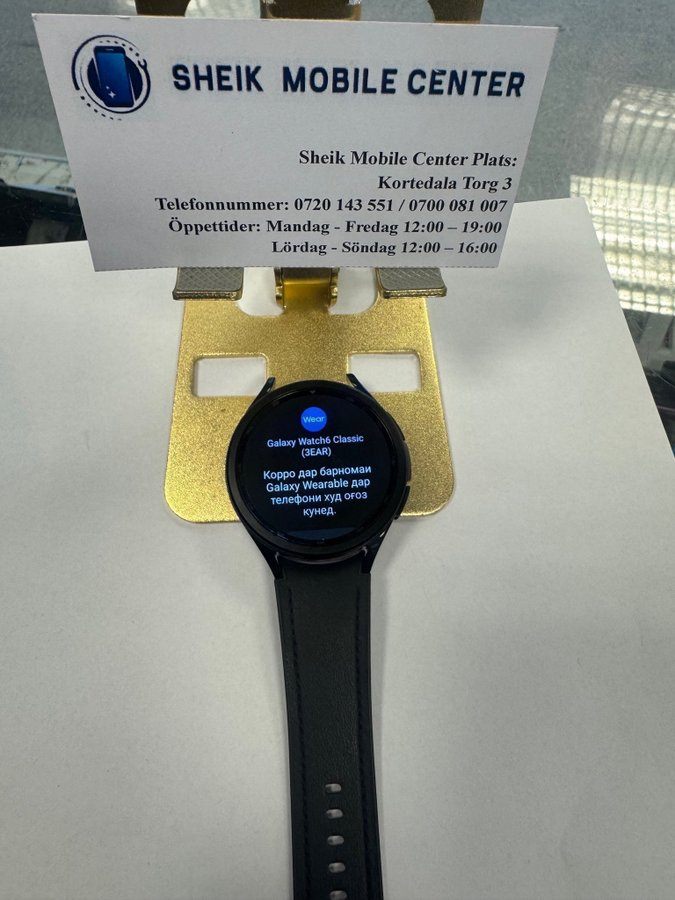 SHEIK MOBILE CENTER
Sheik Mobile Center Plats:
Kortedala Torg 3
Telefonnummer: 0720 143 551 / 0700 081 007
Öppettider: Mandag - Fredag 12:00 – 19:00
Lördag - Söndag 12:00 – 16:00
Wear
Galaxy Watch6 Classic
(3EAR)
Корро дар барномаи
Galaxy Wearable дар
телефони худ оғоз
кунед.